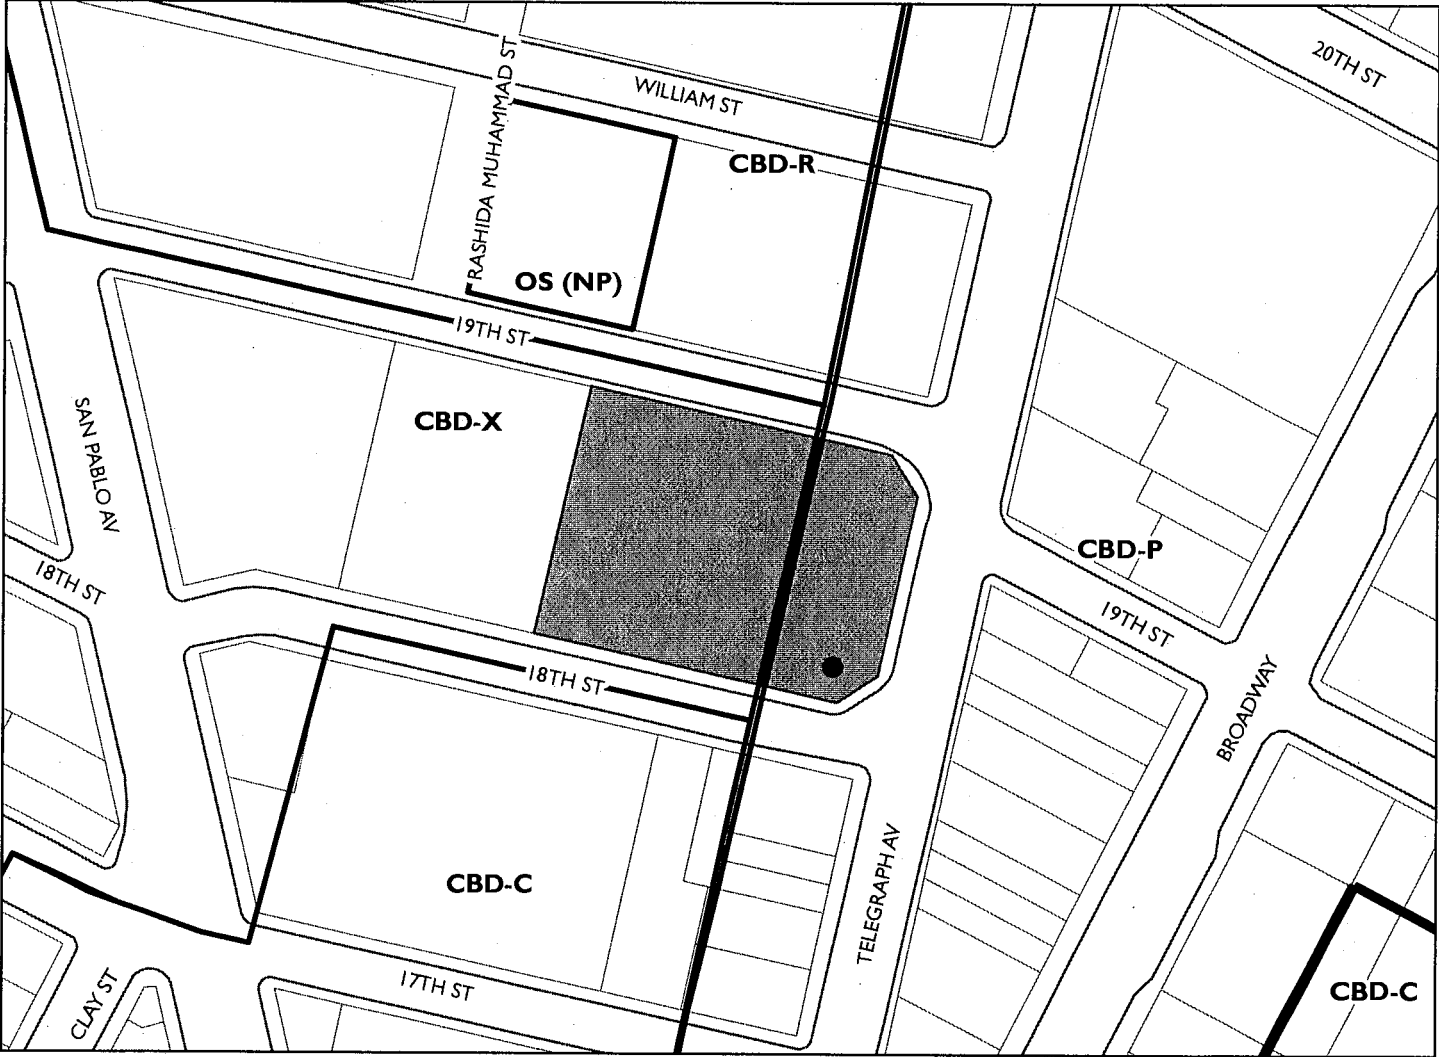 20TH ST
WILLIAM ST
RASHIDA MUHAMMAD ST
CBD-R
OS (NP)
19TH ST
CBD-X
SAN PABLO AV
CBD-P
18TH ST
19TH ST
18TH ST
BROADWAY
CBD-C
TELEGRAPH AV
17TH ST
CLAY ST
CBD-C